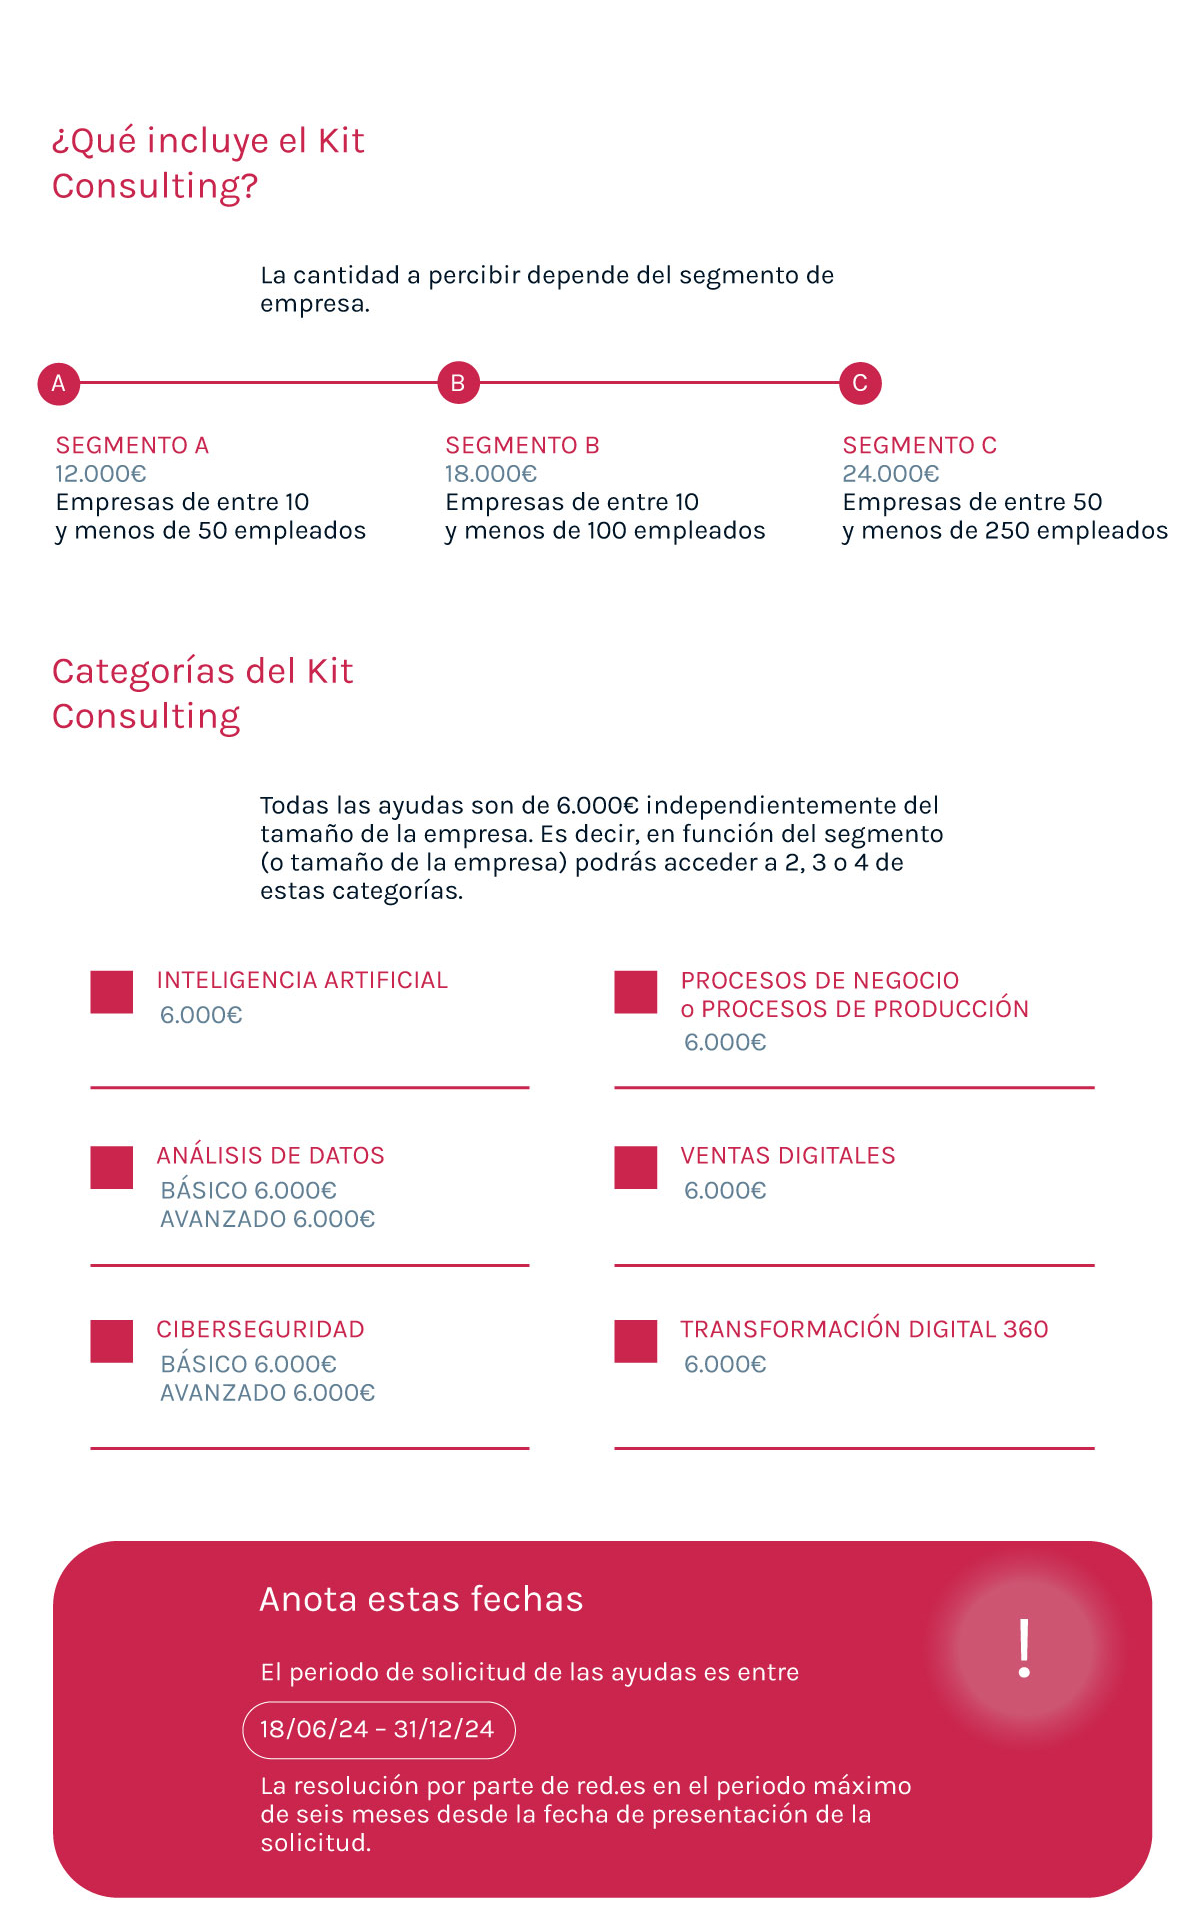 ¿Qué incluye el Kit
Consulting?
La cantidad a percibir depende del segmento de
empresa.
A
B
C
SEGMENTO A
12.000€
Empresas de entre 10
y menos de 50 empleados
SEGMENTO B
18.000€
Empresas de entre 10
y menos de 100 empleados
SEGMENTO C
24.000€
Empresas de entre 50
y menos de 250 empleados
Categorías del Kit
Consulting
Todas las ayudas son de 6.000€ independientemente del
tamaño de la empresa. Es decir, en función del segmento
(o tamaño de la empresa) podrás acceder a 2, 3 o 4 de
estas categorías.
INTELIGENCIA ARTIFICIAL
6.000€
PROCESOS DE NEGOCIO
o PROCESOS DE PRODUCCIÓN
6.000€
ANÁLISIS DE DATOS
BÁSICO 6.000€
AVANZADO 6.000€
VENTAS DIGITALES
6.000€
CIBERSEGURIDAD
BÁSICO 6.000€
AVANZADO 6.000€
TRANSFORMACIÓN DIGITAL 360
6.000€
Anota estas fechas
!
El periodo de solicitud de las ayudas es entre
18/06/24 – 31/12/24
La resolución por parte de red.es en el periodo máximo
de seis meses desde la fecha de presentación de la
solicitud.